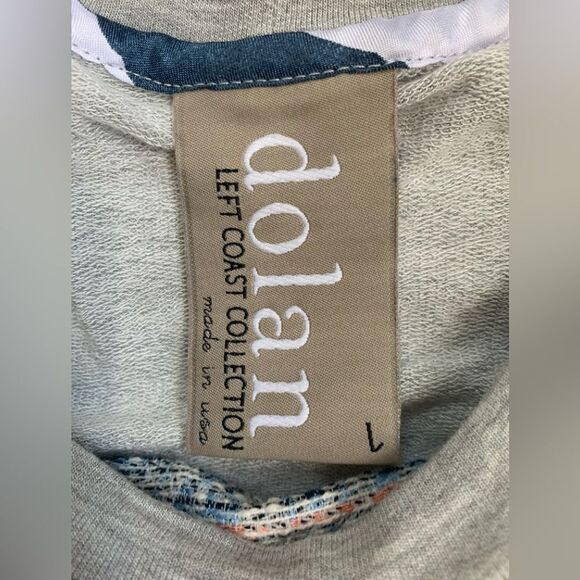 dolan
LEFT COAST COLLECTION
made in usa
L